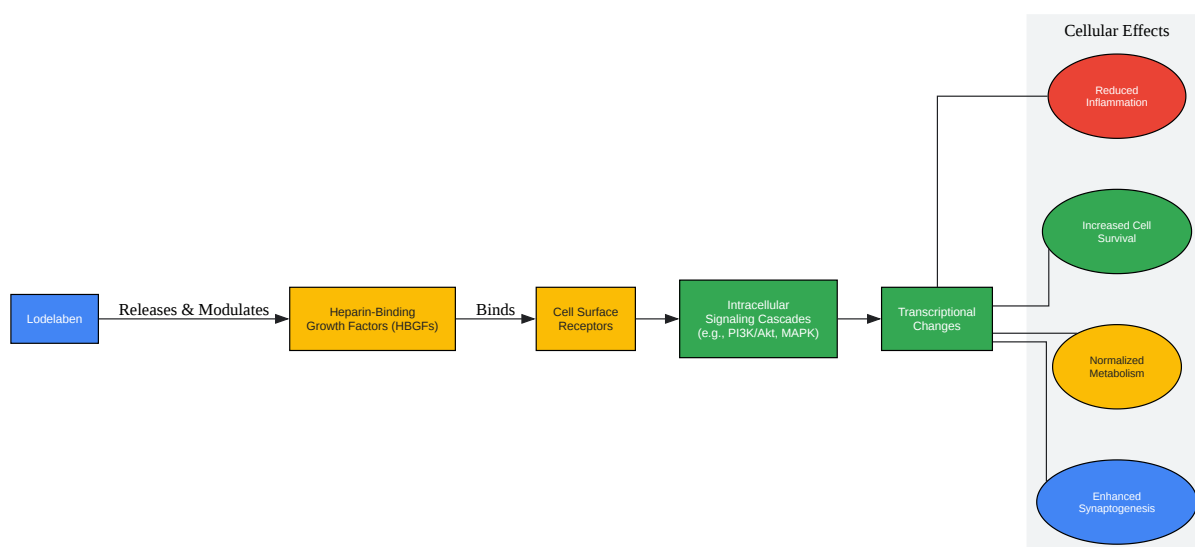 Cellular Effects
Reduced
Inflammation
Increased Cell
Survival
Lodelaben
Releases & Modulates
Heparin-Binding
Growth Factors (HBGFs)
Binds
Cell Surface
Receptors
Intracellular
Signaling Cascades
(e.g., PI3K/Akt, MAPK)
Transcriptional
Changes
Normalized
Metabolism
Enhanced
Synaptogenesis